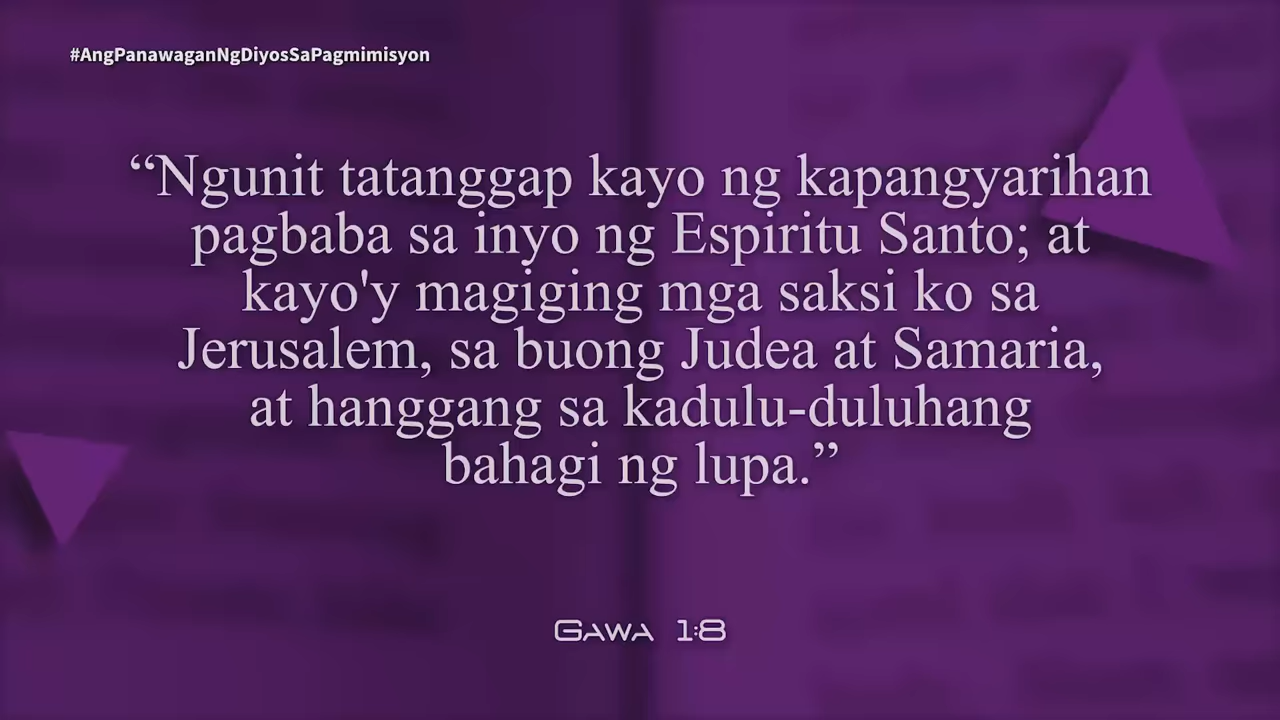 #AngPanawaganNgDiyosSaPagmimisyon
“Ngunit tatanggap kayo ng kapangyarihan
pagbaba sa inyo ng Espiritu Santo; at
kayo'y magiging mga saksi ko sa
Jerusalem, sa buong Judea at Samaria,
at hanggang sa kadulu-duluhang
bahagi ng lupa.”
Gawa 1:8